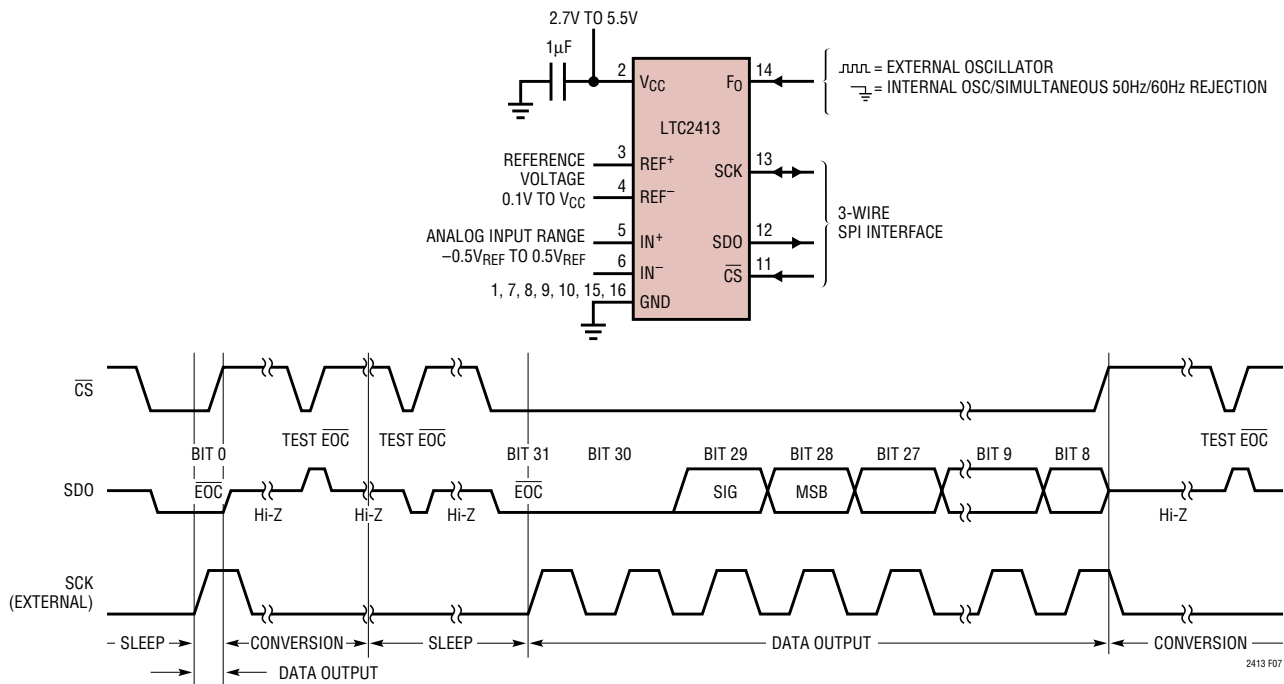 2.7V TO 5.5V
1µF
2
VCC
FO
14
= EXTERNAL OSCILLATOR
= INTERNAL OSC/SIMULTANEOUS 50Hz/60Hz REJECTION
LTC2413
REFERENCE
VOLTAGE
0.1V TO VCC
3
REF+
4
REF−
SCK
13
3-WIRE
SPI INTERFACE
ANALOG INPUT RANGE
−0.5VREF TO 0.5VREF
5
IN+
6
IN−
SDO
12
CS
11
1, 7, 8, 9, 10, 15, 16
GND
CS
TEST EOC
TEST EOC
TEST EOC
BIT 0
BIT 31
BIT 30
BIT 29
BIT 28
BIT 27
BIT 9
BIT 8
SDO
EOC
Hi-Z
Hi-Z
Hi-Z
EOC
SIG
MSB
Hi-Z
SCK
(EXTERNAL)
SLEEP
CONVERSION
SLEEP
DATA OUTPUT
CONVERSION
DATA OUTPUT
2413 F07